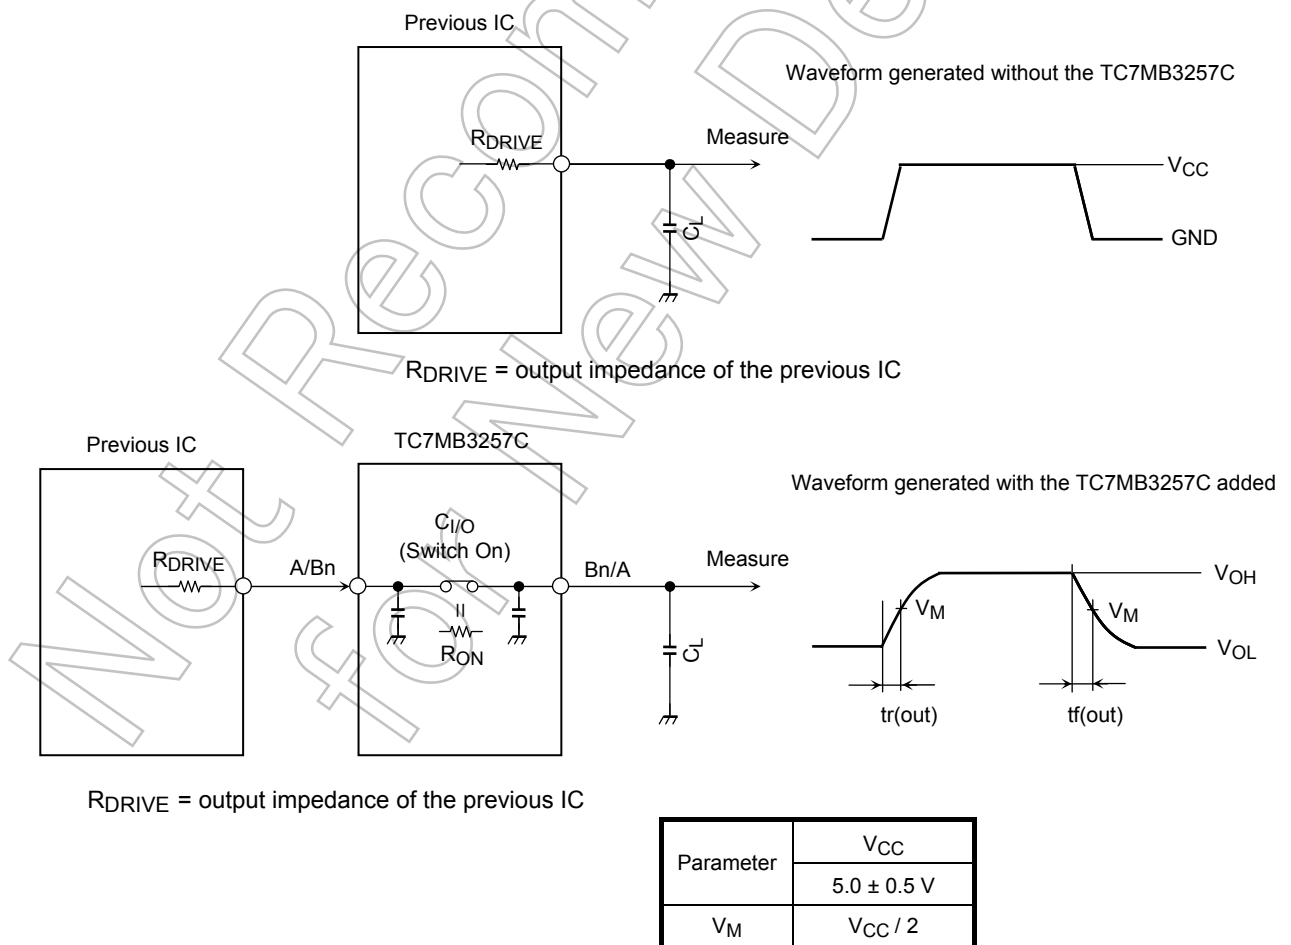 Previous IC
Waveform generated without the TC7MB3257C
RDRIVE
Measure
VCC
CL
GND
RDRIVE = output impedance of the previous IC
Previous IC
TC7MB3257C
Waveform generated with the TC7MB3257C added
CI/O
(Switch On)
RDRIVE
A/Bn
Bn/A
Measure
VOH
VM
VM
RON
CL
VOL
tr(out)
tf(out)
RDRIVE = output impedance of the previous IC
Parameter
VCC
5.0 ± 0.5 V
VM
VCC / 2